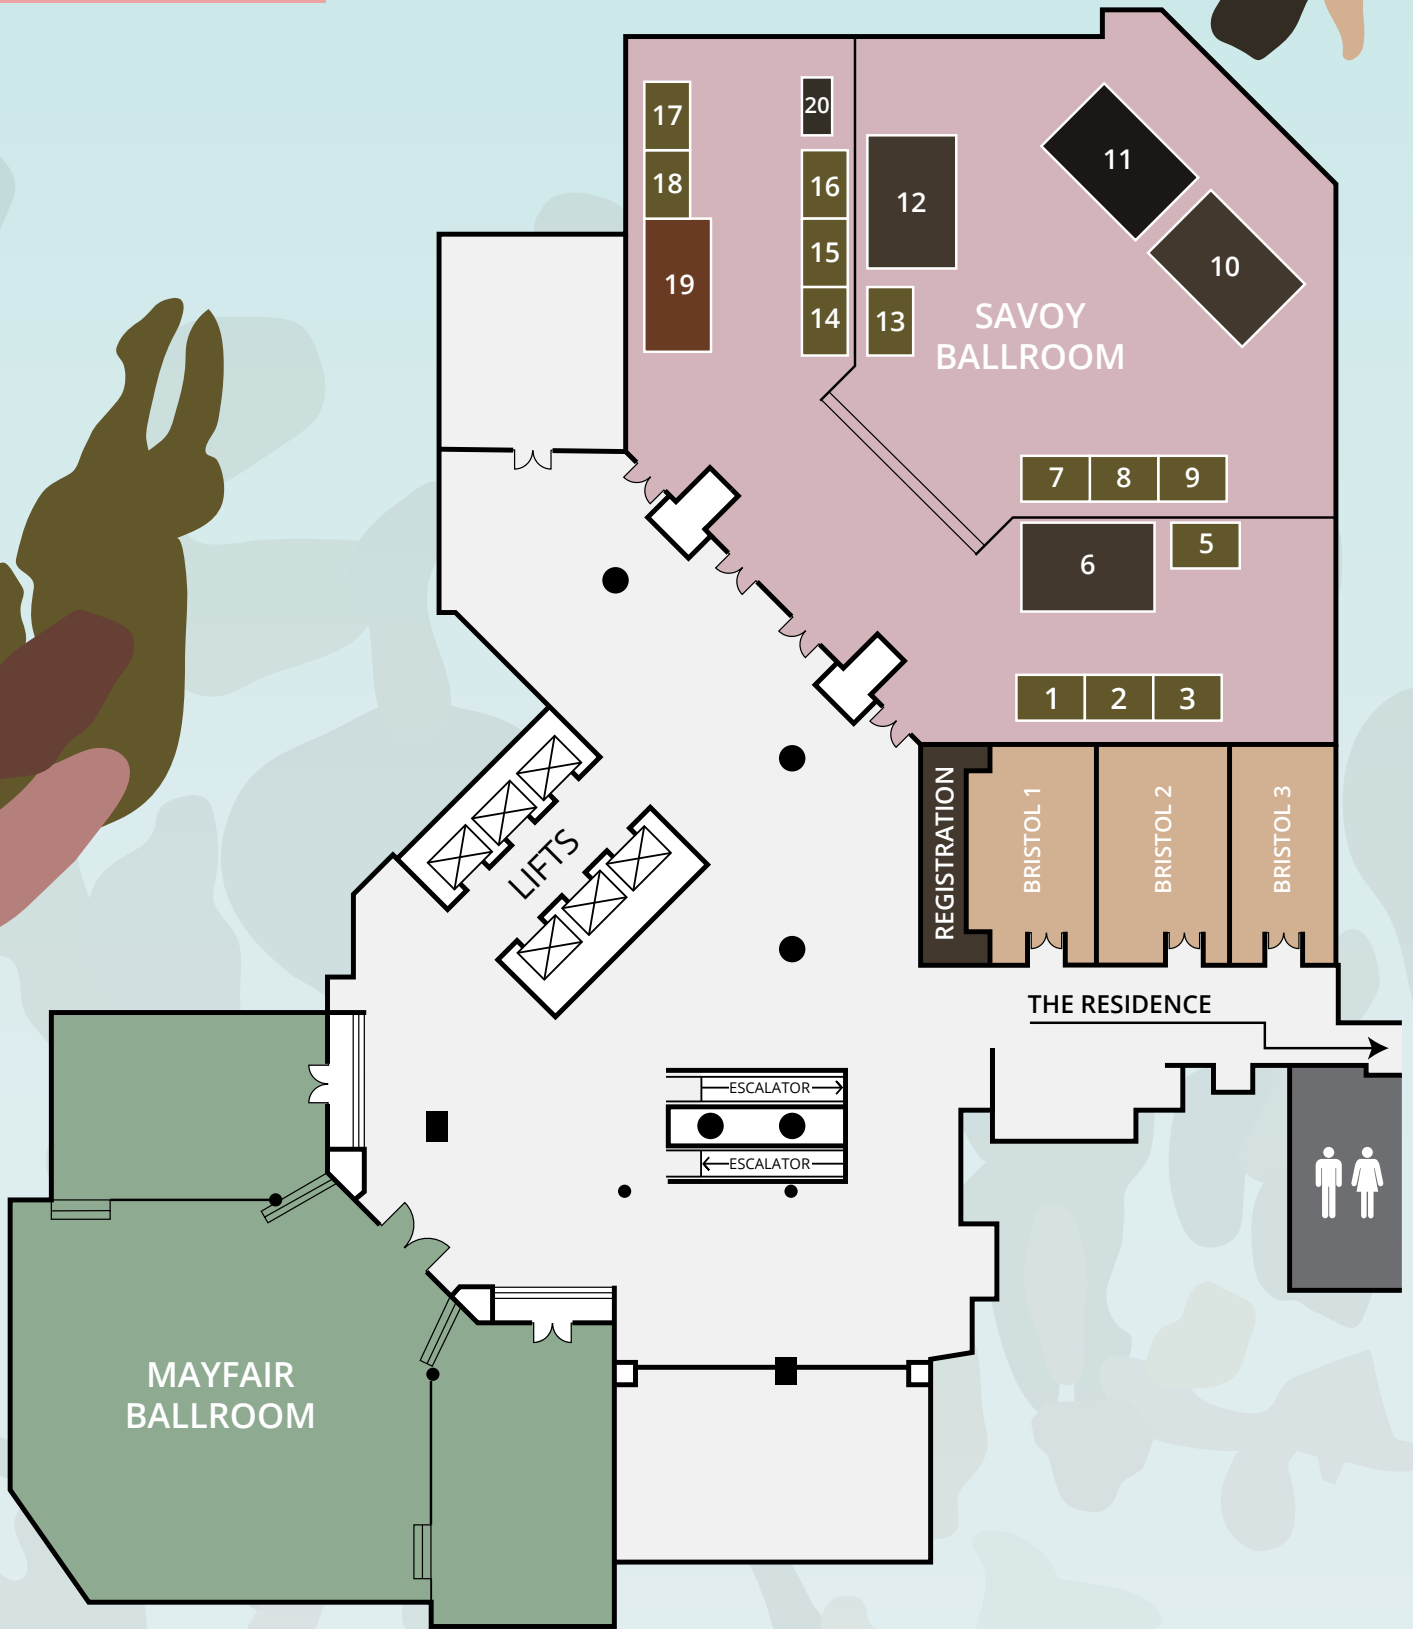 17
20
18
16
12
11
15
10
19
14
13
SAVOY
BALLROOM
7
8
9
6
5
1
2
3
REGISTRATION
BRISTOL 1
BRISTOL 2
BRISTOL 3
LIFTS
THE RESIDENCE
ESCALATOR
ESCALATOR
MAYFAIR
BALLROOM